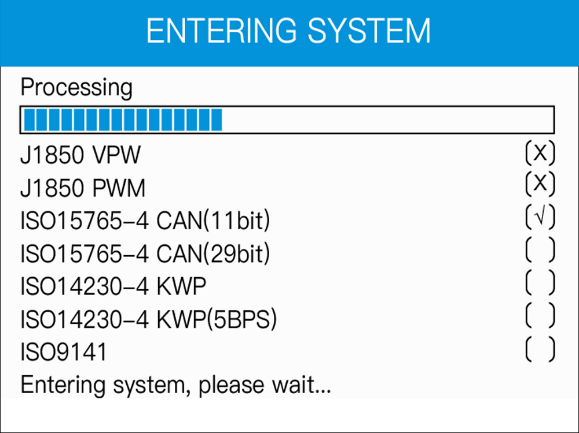 ENTERING SYSTEM
Processing
J1850 VPW (X)
J1850 PWM (X)
ISO15765-4 CAN(11bit) (√)
ISO15765-4 CAN(29bit) ( )
ISO14230-4 KWP ( )
ISO14230-4 KWP(5BPS) ( )
ISO9141 ( )
Entering system, please wait...